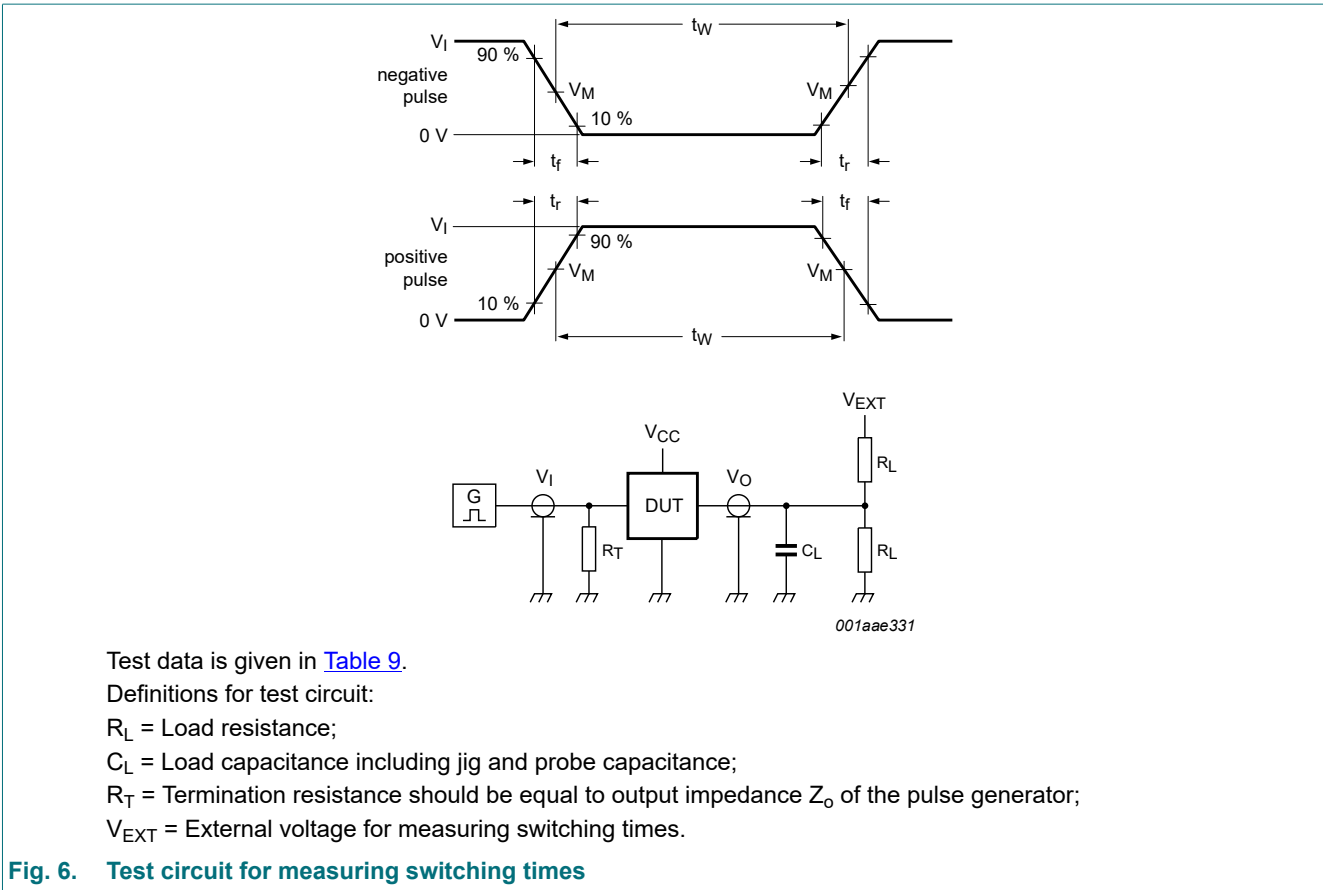 tW
VI
90 %
negative
pulse
VM
VM
10 %
0 V
tf
tr
tr
tf
VI
90 %
positive
pulse
VM
VM
10 %
0 V
tW
VEXT
VCC
RL
VI
VO
G
DUT
RT
CL
RL
001aae331
Test data is given in Table 9.
Definitions for test circuit:
RL = Load resistance;
CL = Load capacitance including jig and probe capacitance;
RT = Termination resistance should be equal to output impedance Zo of the pulse generator;
VEXT = External voltage for measuring switching times.
Fig. 6. Test circuit for measuring switching times